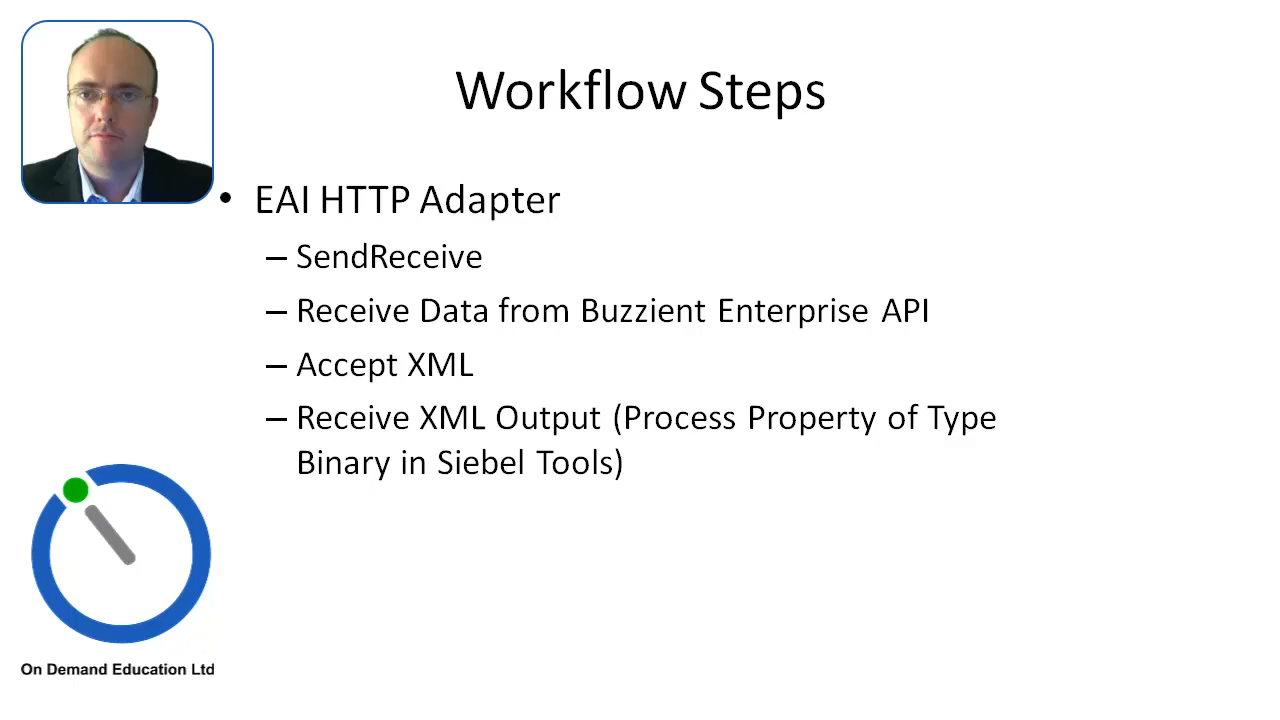 Workflow Steps
• EAI HTTP Adapter
– SendReceive
– Receive Data from Buzzient Enterprise API
– Accept XML
– Receive XML Output (Process Property of Type
Binary in Siebel Tools)
On Demand Education Ltd